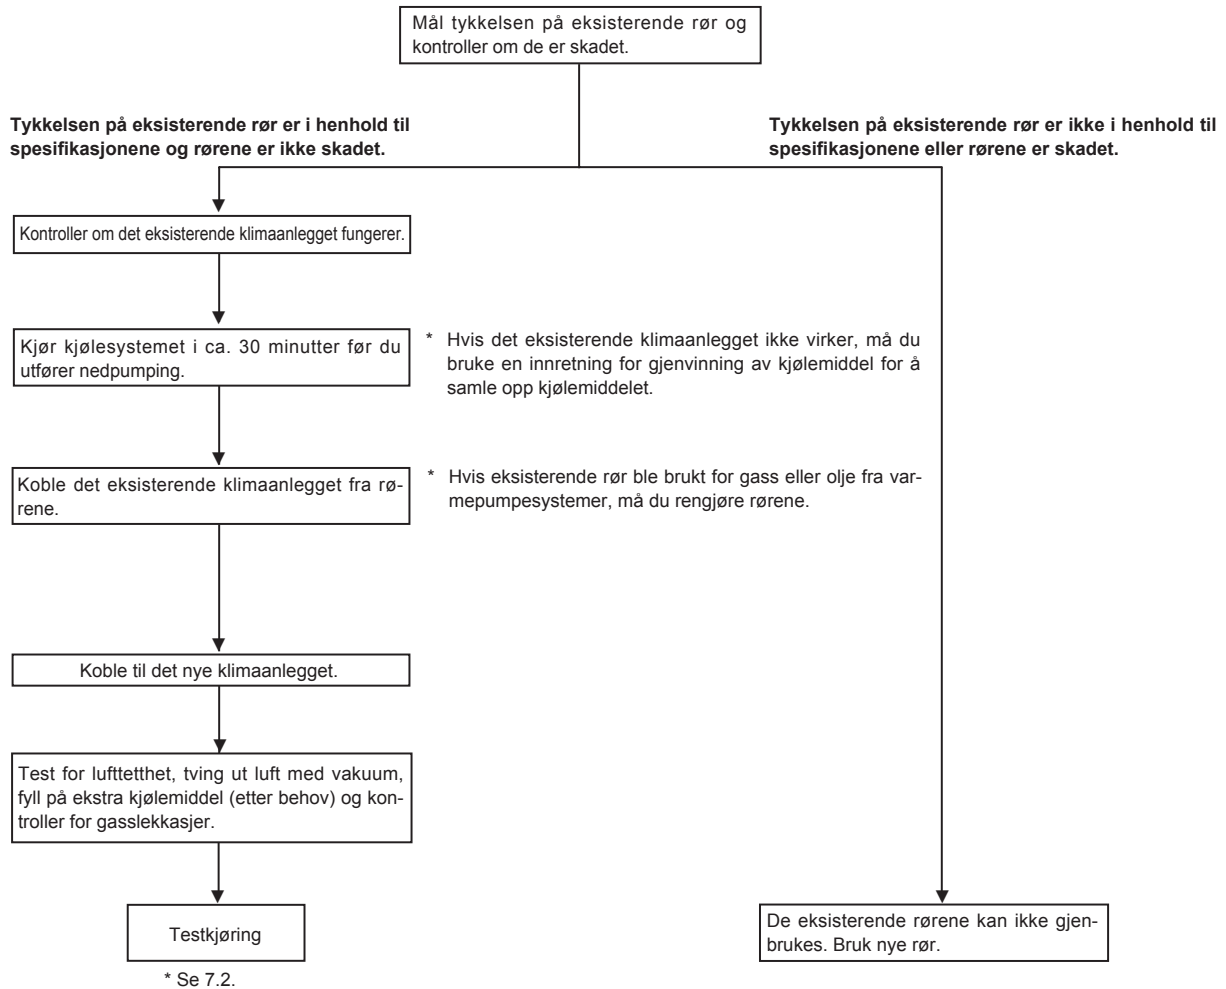 Mål tykkelsen på eksisterende rør og
kontroller om de er skadet.
Tykkelsen på eksisterende rør er i henhold til
spesifikasjonene og rørene er ikke skadet.
Tykkelsen på eksisterende rør er ikke i henhold til
spesifikasjonene eller rørene er skadet.
Kontroller om det eksisterende klimaanlegget fungerer.
Kjør kjølesystemet i ca. 30 minutter før du
utfører nedpumping.
* Hvis det eksisterende klimaanlegget ikke virker, må du
bruke en innretning for gjenvinning av kjølemiddel for å
samle opp kjølemiddelet.
Koble det eksisterende klimaanlegget fra rø-
rene.
* Hvis eksisterende rør ble brukt for gass eller olje fra var-
mepumpesystemer, må du rengjøre rørene.
Koble til det nye klimaanlegget.
Test for lufttetthet, tving ut luft med vakuum,
fyll på ekstra kjølemiddel (etter behov) og kon-
troller for gasslekkasjer.
Testkjøring
* Se 7.2.
De eksisterende rørene kan ikke gjen-
brukes. Bruk nye rør.